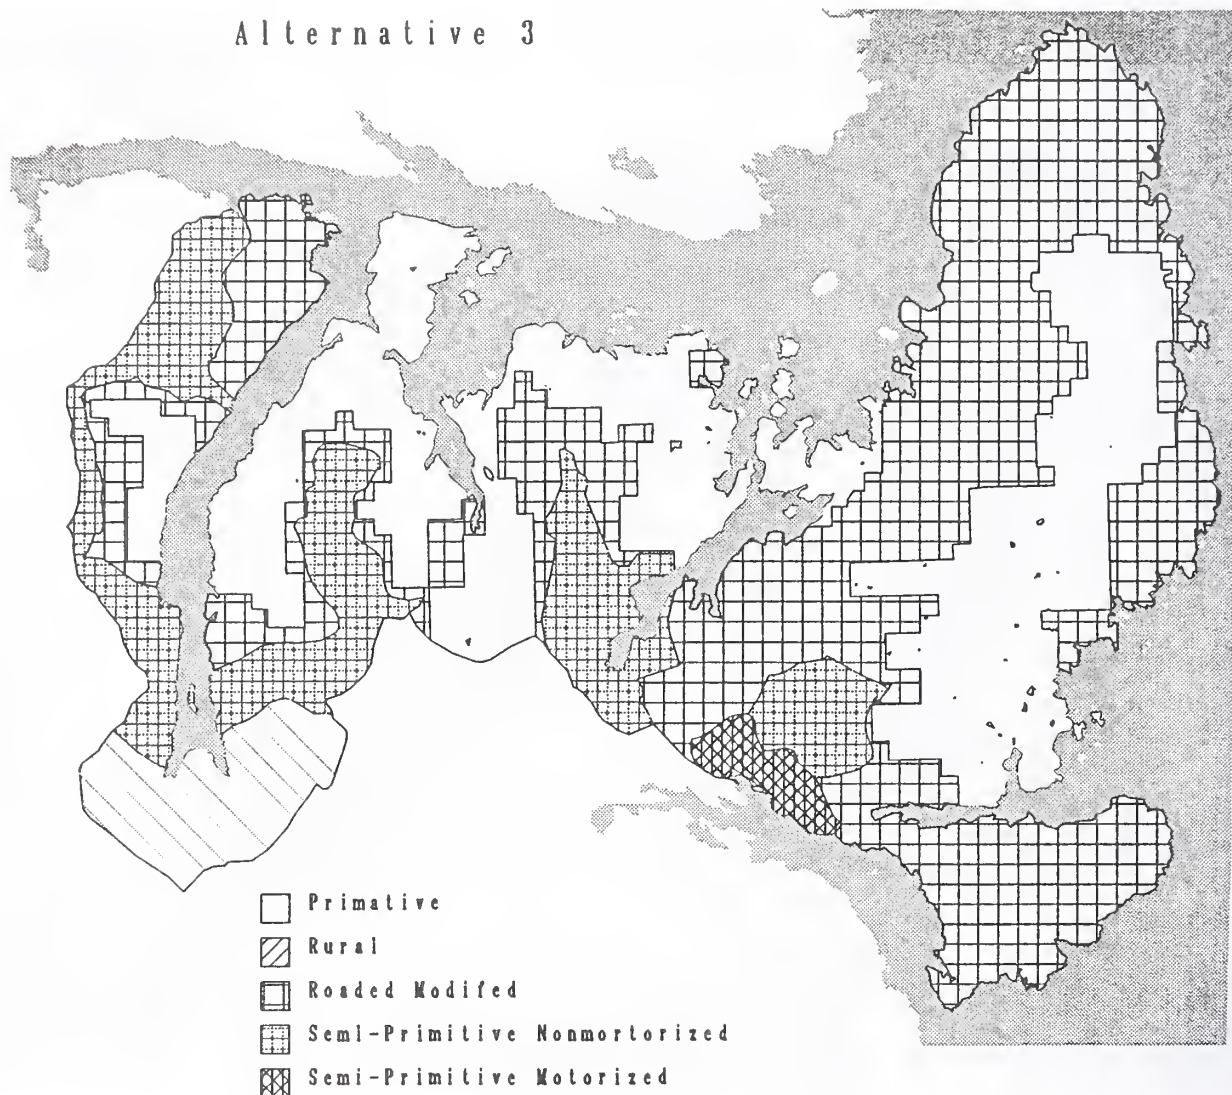 Alternative 3
Primative
Rural
Roaded Modifed
Semi-Primitive Nonmortorized
Semi-Primitive Motorized